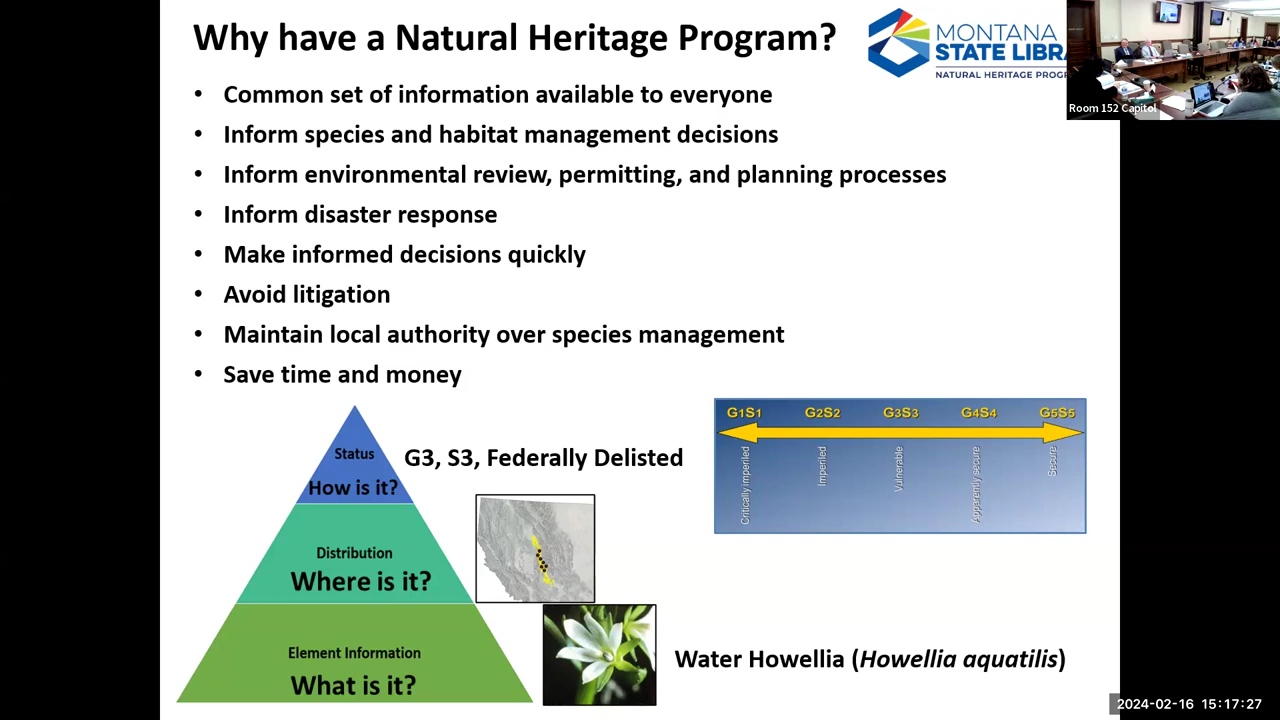 Why have a Natural Heritage Program?
MONTANA
STATE LIBRA
NATURAL HERITAGE PROGR
Room 152 Capitol
• Common set of information available to everyone
• Inform species and habitat management decisions
• Inform environmental review, permitting, and planning processes
• Inform disaster response
• Make informed decisions quickly
• Avoid litigation
• Maintain local authority over species management
• Save time and money
G1S1 G2S2 G3S3 G4S4 G5S5
Critically imperiled
Imperiled
Vulnerable
Apparently secure
Secure
Status
How is it?
G3, S3, Federally Delisted
Distribution
Where is it?
Element Information
What is it?
Water Howellia (Howellia aquatilis)
2024-02-16 15:17:27